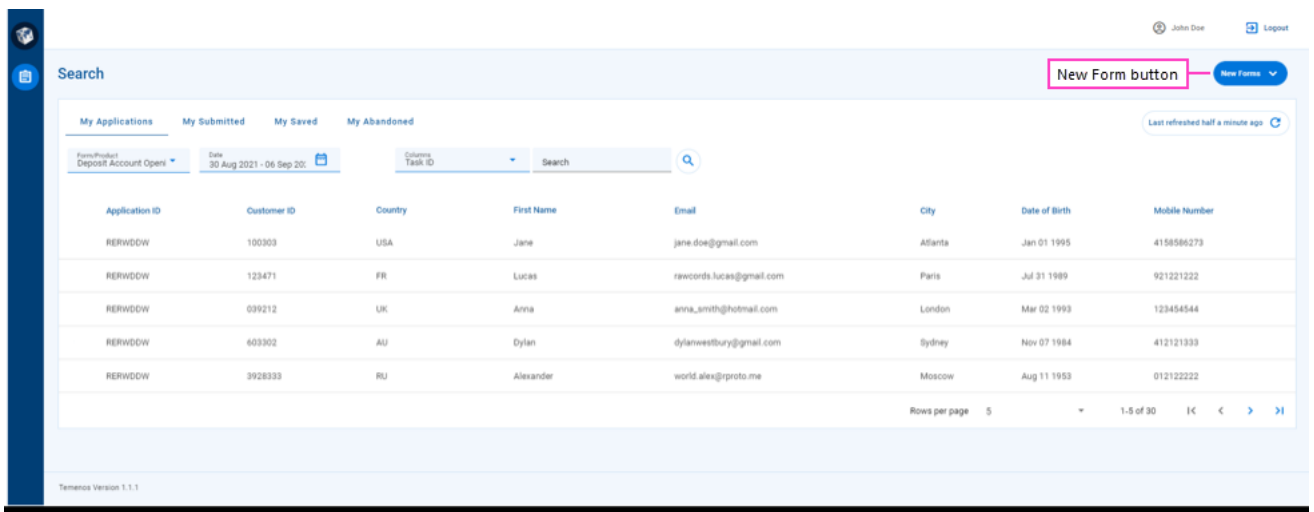 John Doe Logout
Search New Form button New Forms
My Applications My Submitted My Saved My Abandoned Last refreshed half a minute ago
Form/Product Date Columns
Deposit Account Openi 30 Aug 2021 - 06 Sep 20 Task ID Search
Application ID Customer ID Country First Name Email City Date of Birth Mobile Number
RERWDDW 100303 USA Jane jane.doe@gmail.com Atlanta Jan 01 1995 4158586273
RERWDDW 123471 FR Lucas rawcords.lucas@gmail.com Paris Jul 31 1989 921221222
RERWDDW 039212 UK Anna anna_smith@hotmail.com London Mar 02 1993 123454544
RERWDDW 603302 AU Dylan dylanwestbury@gmail.com Sydney Nov 07 1984 412121333
RERWDDW 3928333 RU Alexander world.alex@rproto.me Moscow Aug 11 1953 012122222
Rows per page 5 1-5 of 30
Temenos Version 1.1.1